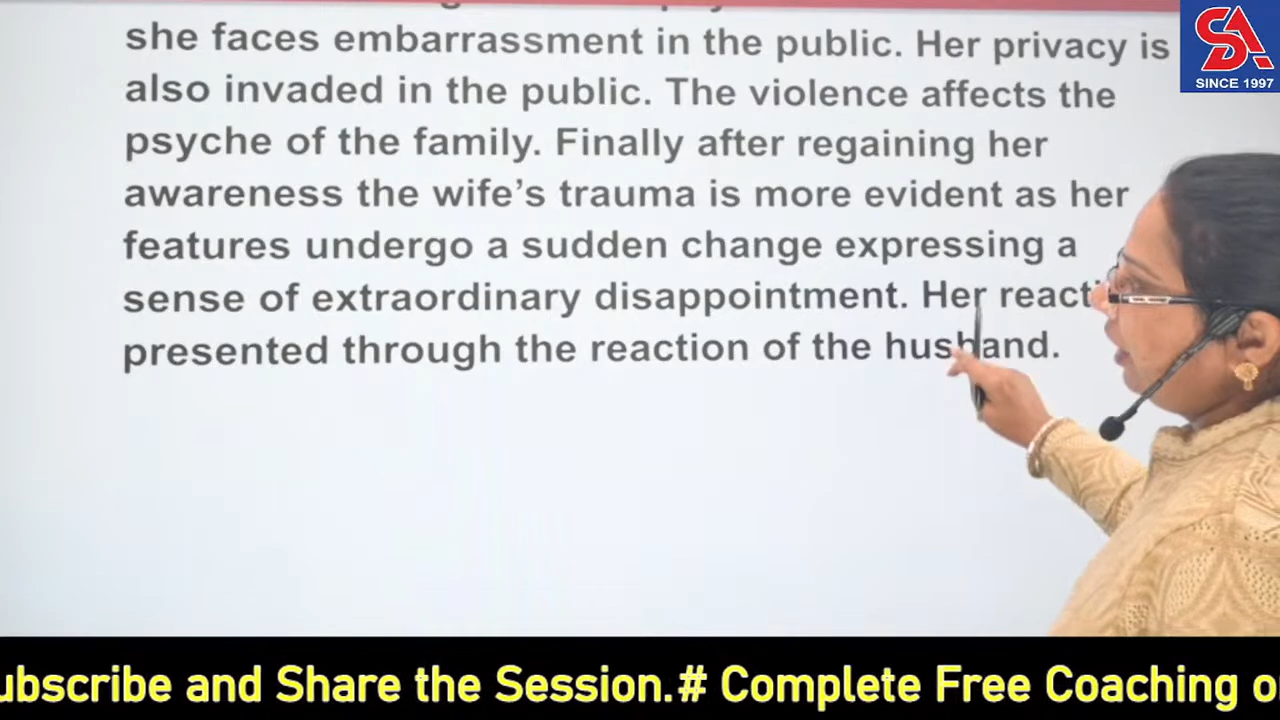 she faces embarrassment in the public. Her privacy is
also invaded in the public. The violence affects the
psyche of the family. Finally after regaining her
awareness the wife's trauma is more evident as her
features undergo a sudden change expressing a
sense of extraordinary disappointment. Her
presented through the reaction of the husband.
SA
SINCE 1997
and Share the Session.# Complete Free Coaching